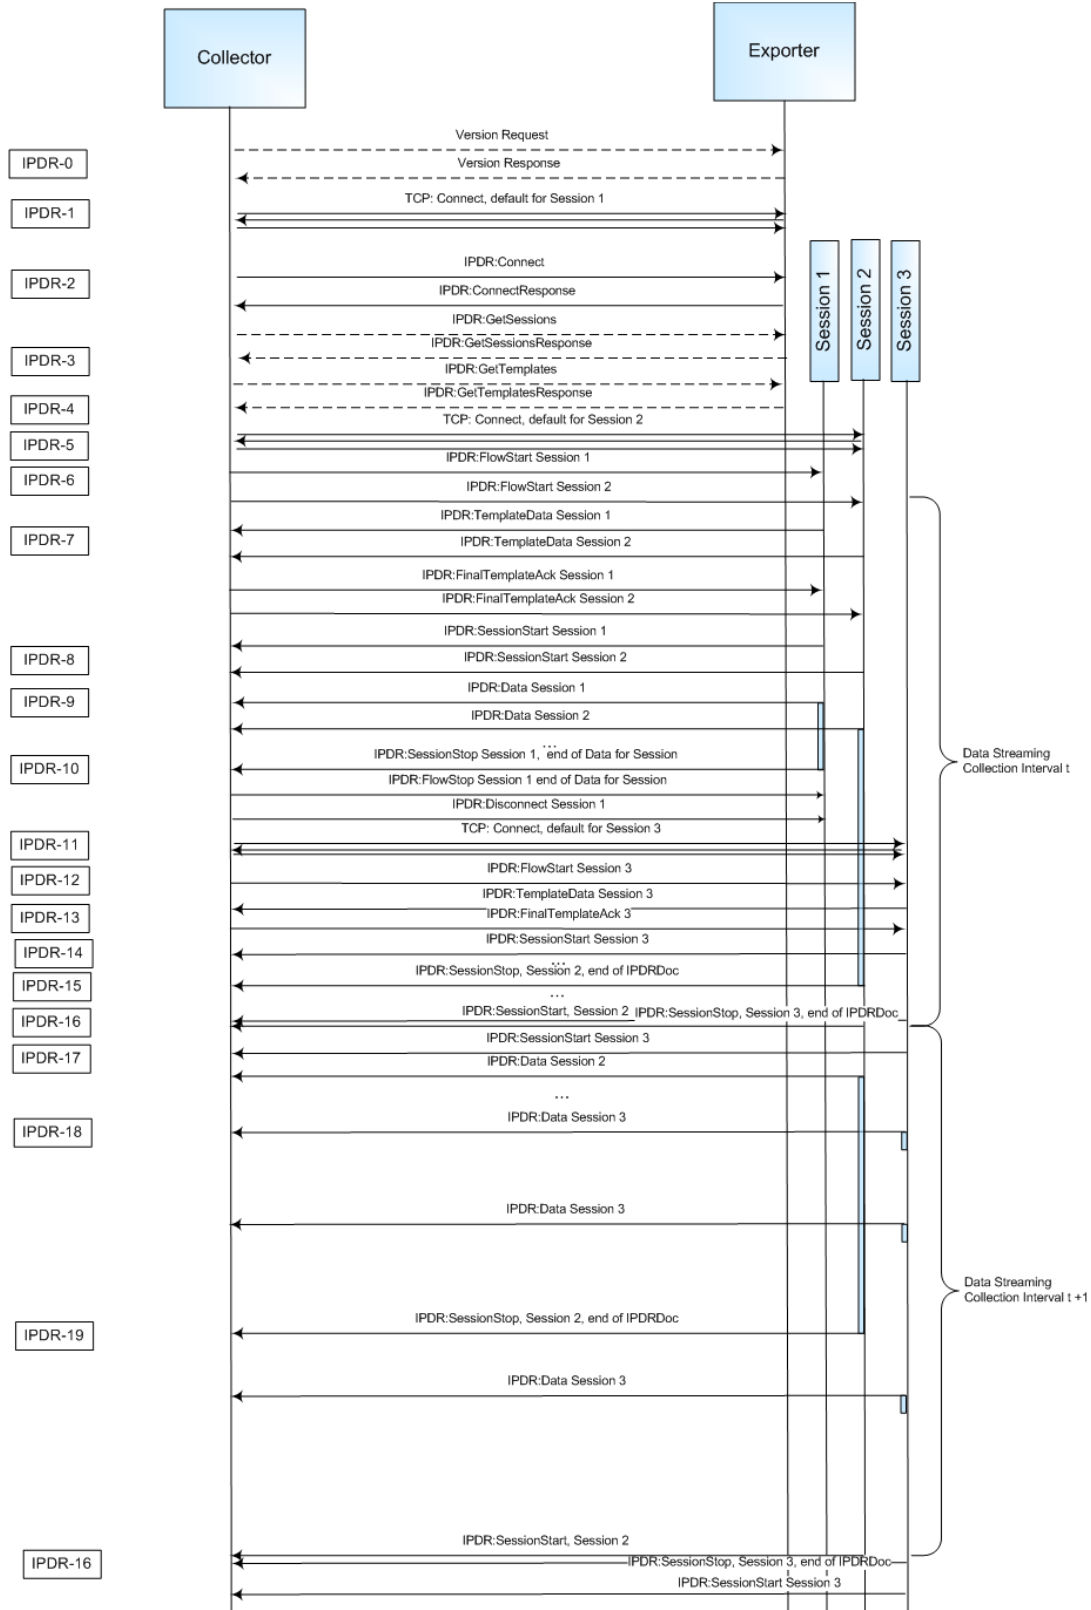 Collector
Exporter
Version Request
IPDR-0
Version Response
TCP: Connect, default for Session 1
IPDR-1
Session 1
Session 2
Session 3
IPDR:Connect
IPDR-2
IPDR:ConnectResponse
IPDR:GetSessions
IPDR:GetSessionsResponse
IPDR-3
IPDR:GetTemplates
IPDR:GetTemplatesResponse
IPDR-4
TCP: Connect, default for Session 2
IPDR-5
IPDR:FlowStart Session 1
IPDR-6
IPDR:FlowStart Session 2
IPDR:TemplateData Session 1
IPDR-7
IPDR:TemplateData Session 2
IPDR:FinalTemplateAck Session 1
IPDR:FinalTemplateAck Session 2
IPDR:SessionStart Session 1
IPDR-8
IPDR:SessionStart Session 2
IPDR:Data Session 1
IPDR-9
IPDR:Data Session 2
...
IPDR:SessionStop Session 1, end of Data for Session
Data Streaming
Collection Interval t
IPDR-10
IPDR:FlowStop Session 1 end of Data for Session
IPDR:Disconnect Session 1
TCP: Connect, default for Session 3
IPDR-11
IPDR:FlowStart Session 3
IPDR-12
IPDR:TemplateData Session 3
IPDR-13
IPDR:FinalTemplateAck 3
IPDR:SessionStart Session 3
IPDR-14
...
IPDR:SessionStop, Session 2, end of IPDRDoc
IPDR-15
...
IPDR:SessionStart, Session 2
IPDR:SessionStop, Session 3, end of IPDRDoc
IPDR-16
IPDR:SessionStart Session 3
IPDR-17
IPDR:Data Session 2
...
IPDR:Data Session 3
IPDR-18
IPDR:Data Session 3
Data Streaming
Collection Interval t +1
IPDR:SessionStop, Session 2, end of IPDRDoc
IPDR-19
IPDR:Data Session 3
IPDR:SessionStart, Session 2
IPDR-16
IPDR:SessionStop, Session 3, end of IPDRDoc
IPDR:SessionStart Session 3